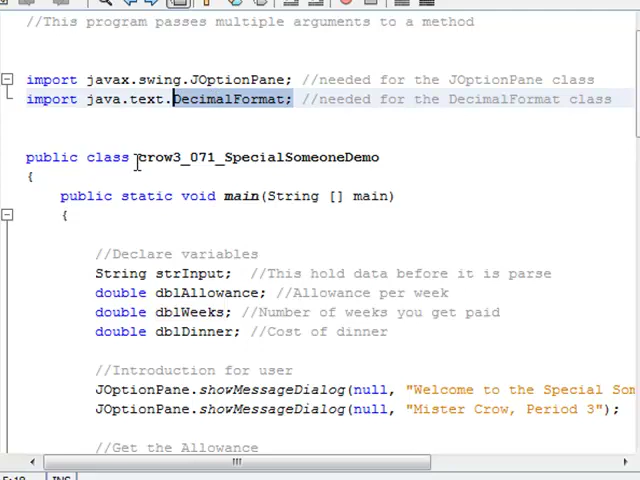 //This program passes multiple arguments to a method
import javax.swing.JOptionPane; //needed for the JOptionPane class
import java.text.DecimalFormat; //needed for the DecimalFormat class
public class crow3_071_SpecialSomeoneDemo
{
public static void main(String [] main)
{
//Declare variables
String strInput; //This hold data before it is parse
double dblAllowance; //Allowance per week
double dblWeeks; //Number of weeks you get paid
double dblDinner; //Cost of dinner
//Introduction for user
JOptionPane.showMessageDialog(null, "Welcome to the Special Som
JOptionPane.showMessageDialog(null, "Mister Crow, Period 3");
//Get the Allowance